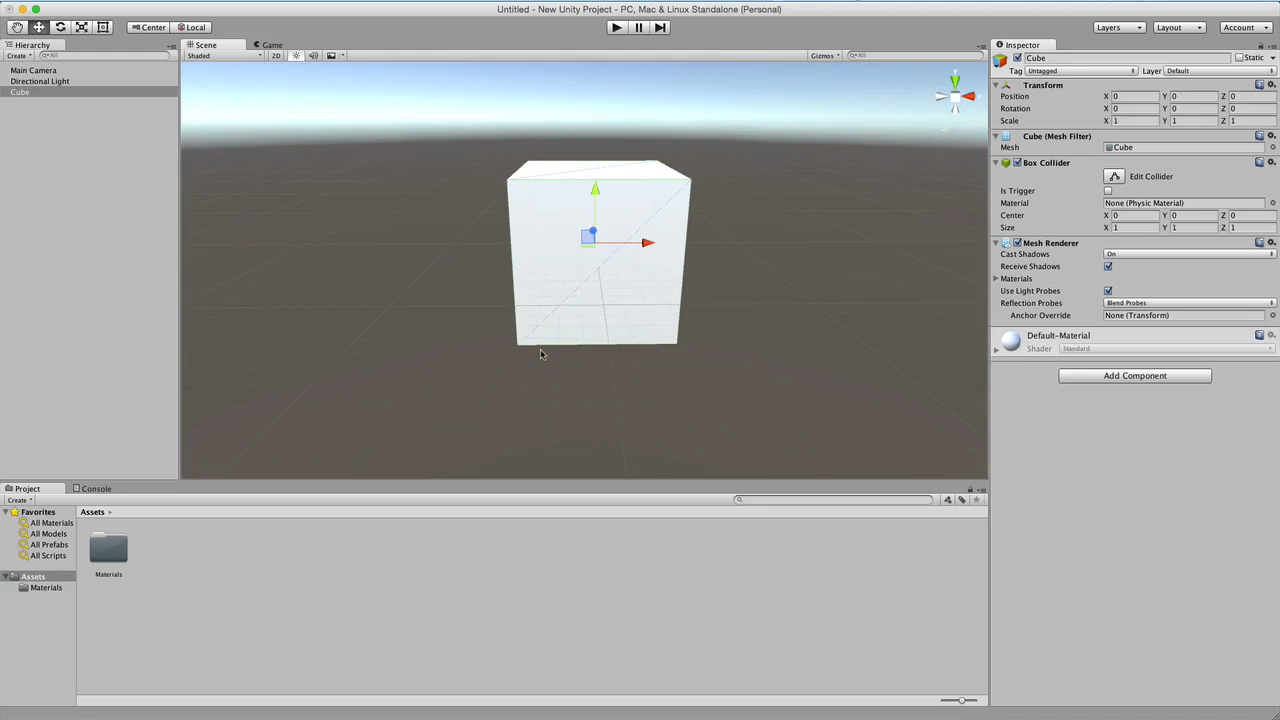 Untitled - New Unity Project - PC, Mac & Linux Standalone (Personal)
Center Local Layers Layout Account
Hierarchy
Create All
Main Camera
Directional Light
Cube
Scene Game
Shaded 2D Gizmos All
y
Inspector
Cube Static
Tag Untagged Layer Default
Transform
Position X 0 Y 0 Z 0
Rotation X 0 Y 0 Z 0
Scale X 1 Y 1 Z 1
Cube (Mesh Filter)
Mesh Cube
Box Collider
Edit Collider
Is Trigger
Material None (Physic Material)
Center X 0 Y 0 Z 0
Size X 1 Y 1 Z 1
Mesh Renderer
Cast Shadows On
Receive Shadows
Materials
Use Light Probes
Reflection Probes Blend Probes
Anchor Override None (Transform)
Default-Material
Shader Standard
Add Component
Project Console
Create
Favorites
All Materials
All Models
All Prefabs
All Scripts
Assets
Materials
Assets
Materials